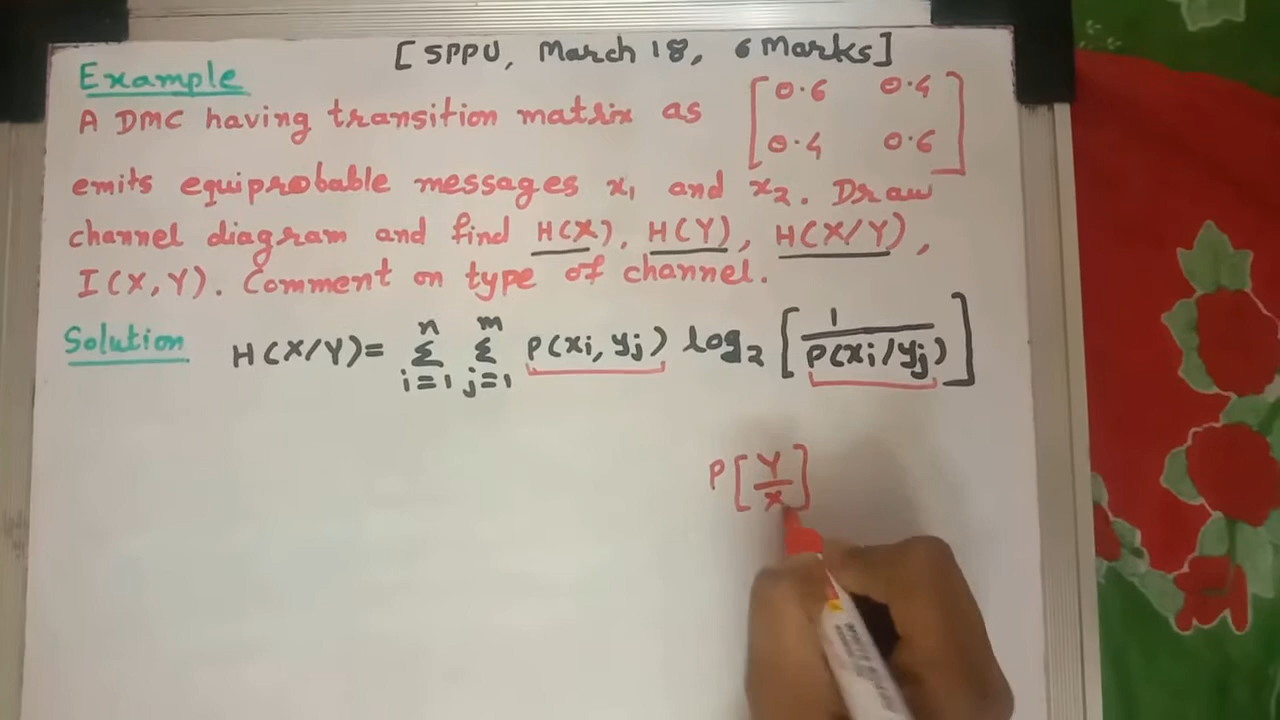 [SPPU, March 18, 6 Marks]
Example
A DMC having transition matrix as [0.6 0.4
0.4 0.6]
emits equiprobable messages x1 and x2. Draw
channel diagram and find H(X), H(Y), H(X/Y),
I(X,Y). Comment on type of channel.
Solution H(X/Y)= n Σ i=1 m Σ j=1 P(xi, yj) log2 [1/P(xi/yj)]
P[Y/X]